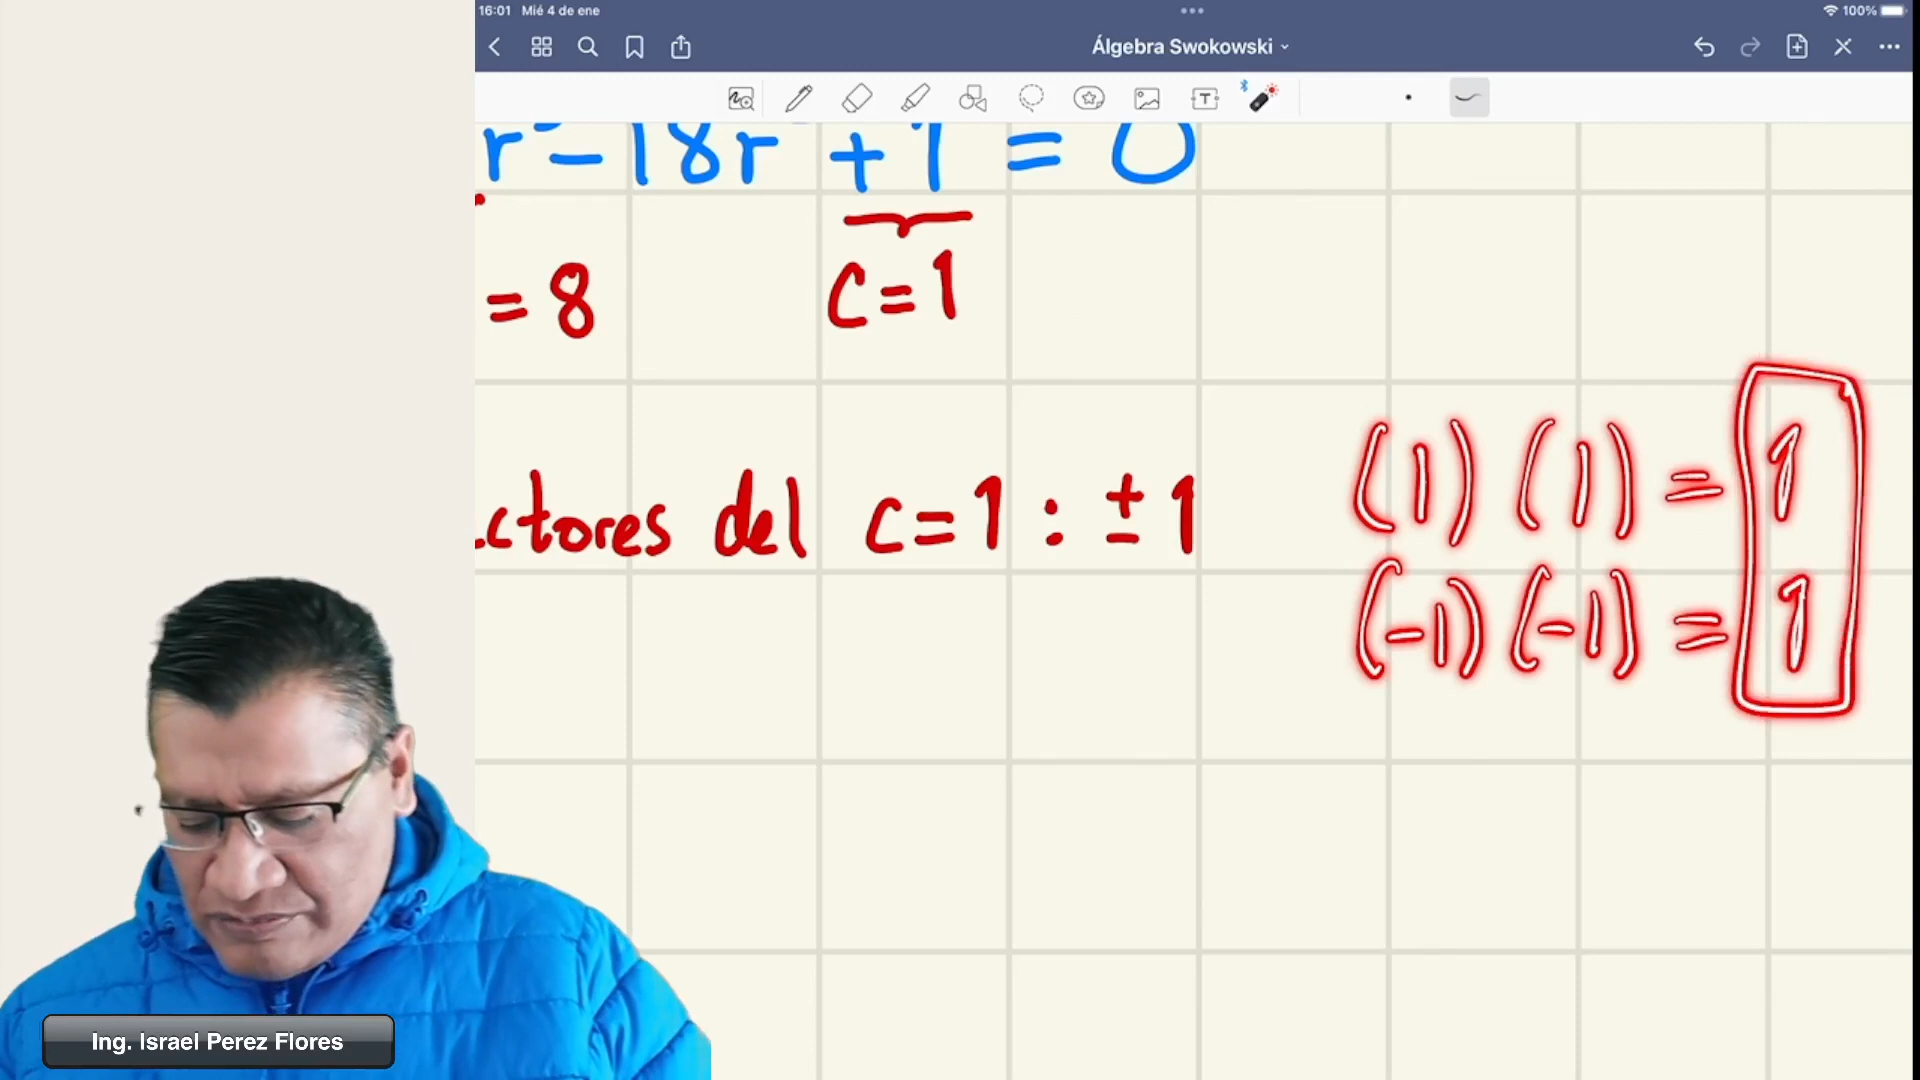 16:01 Mié 4 de ene
100%
Álgebra Swokowski
T
r - 18r + 1 = 0
= 8
c = 1
ctores del c = 1 : ± 1
(1) (1) = 1
(-1) (-1) = 1
Ing. Israel Perez Flores